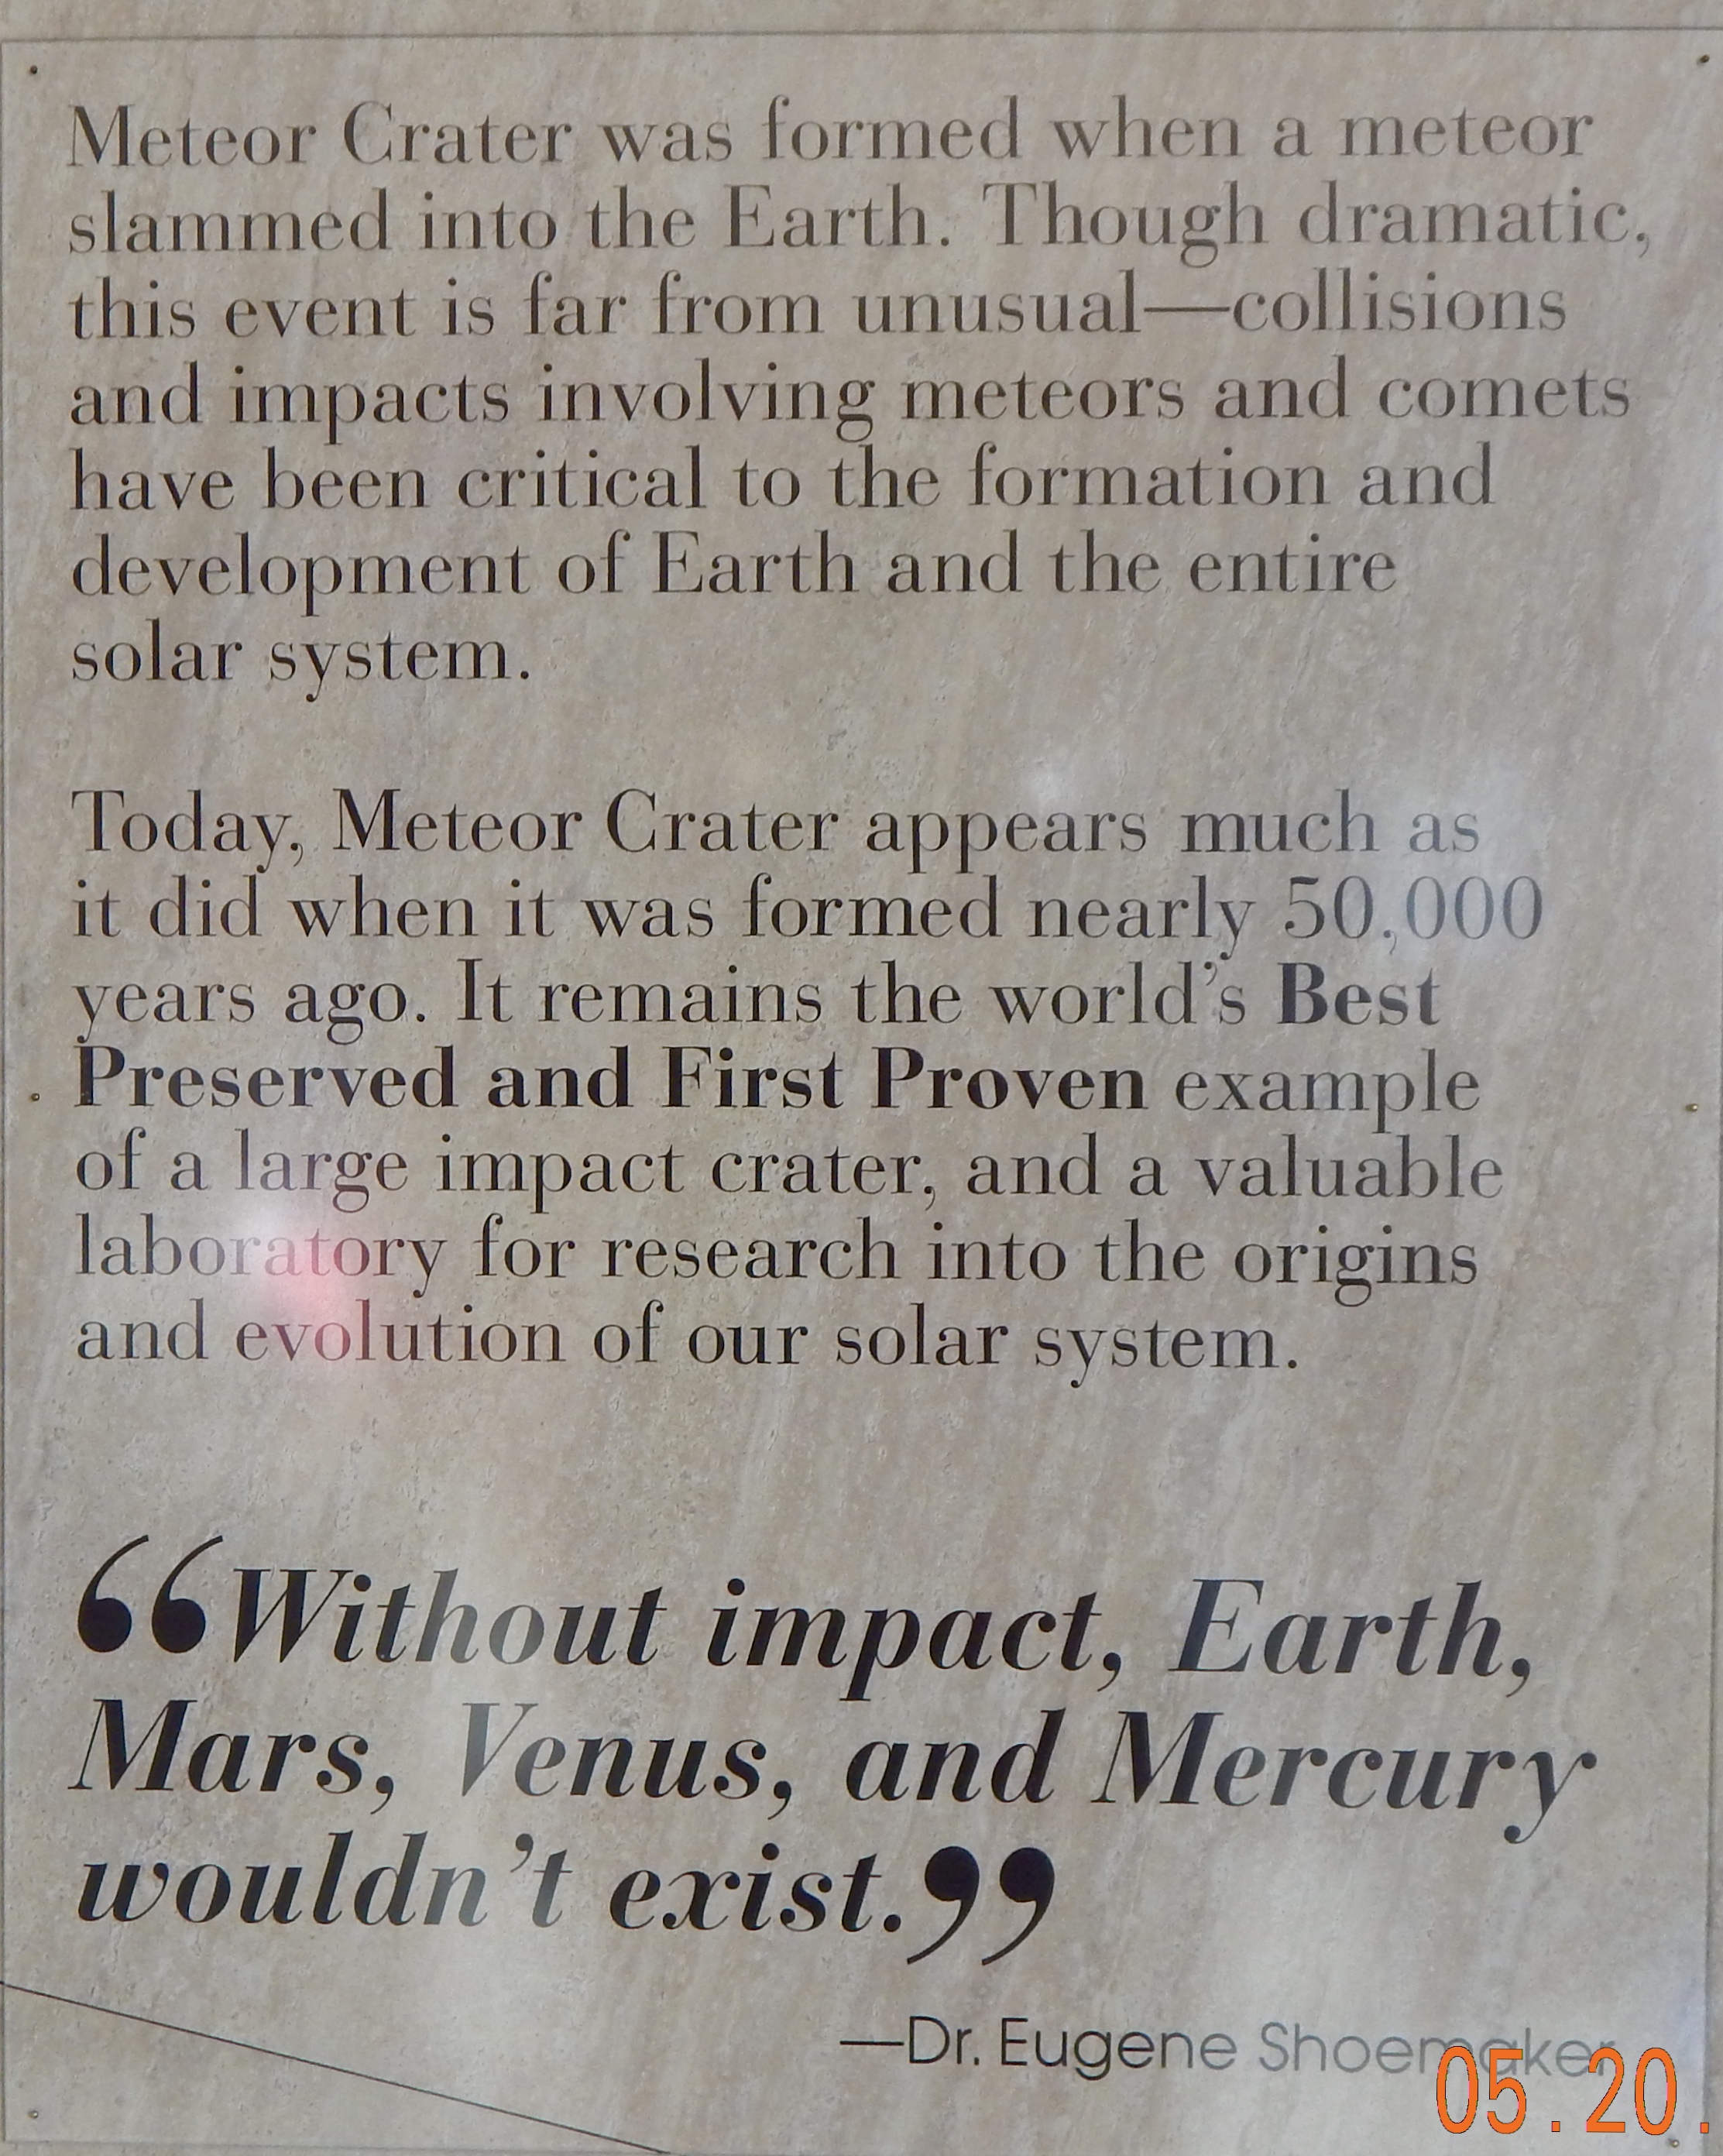 Meteor Crater was formed when a meteor
slammed into the Earth. Though dramatic,
this event is far from unusual—collisions
and impacts involving meteors and comets
have been critical to the formation and
development of Earth and the entire
solar system.
Today, Meteor Crater appears much as
it did when it was formed nearly 50,000
years ago. It remains the world’s Best
Preserved and First Proven example
of a large impact crater, and a valuable
laboratory for research into the origins
and evolution of our solar system.
“Without impact, Earth,
Mars, Venus, and Mercury
wouldn’t exist.”
—Dr. Eugene Shoemaker
05.20.